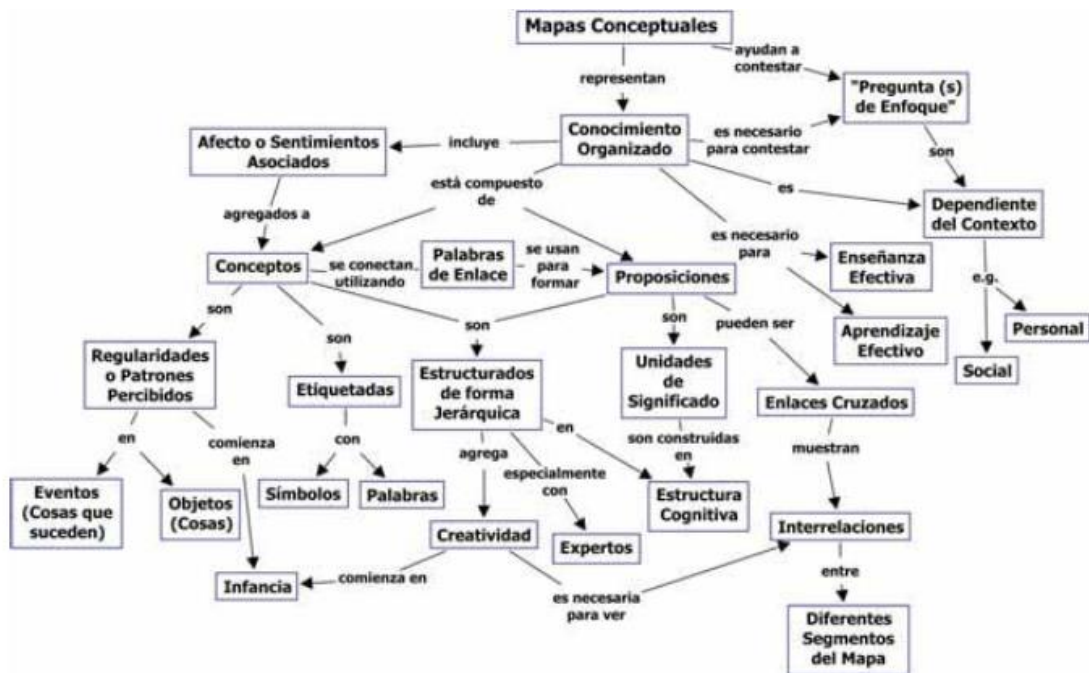 Mapas Conceptuales
ayudan a
contestar
representan
"Pregunta (s)
de Enfoque"
Afecto o Sentimientos
Asociados
incluye
Conocimiento
Organizado
es necesario
para contestar
son
está compuesto
de
es
Dependiente
del Contexto
agregados a
es necesario
para
Conceptos
se conectan
utilizando
Palabras
de Enlace
se usan
para
formar
Proposiciones
Enseñanza
Efectiva
e.g.
son
son
son
son
pueden ser
Aprendizaje
Efectivo
Personal
Social
Regularidades
o Patrones
Percibidos
Etiquetadas
Estructurados
de forma
Jerárquica
Unidades
de
Significado
Enlaces Cruzados
en
comienza
en
con
agrega
especialmente
con
en
son construidas
en
muestran
Eventos
(Cosas que
suceden)
Objetos
(Cosas)
Símbolos
Palabras
Creatividad
Expertos
Estructura
Cognitiva
Interrelaciones
Infancia
comienza en
es necesaria
para ver
entre
Diferentes
Segmentos
del Mapa